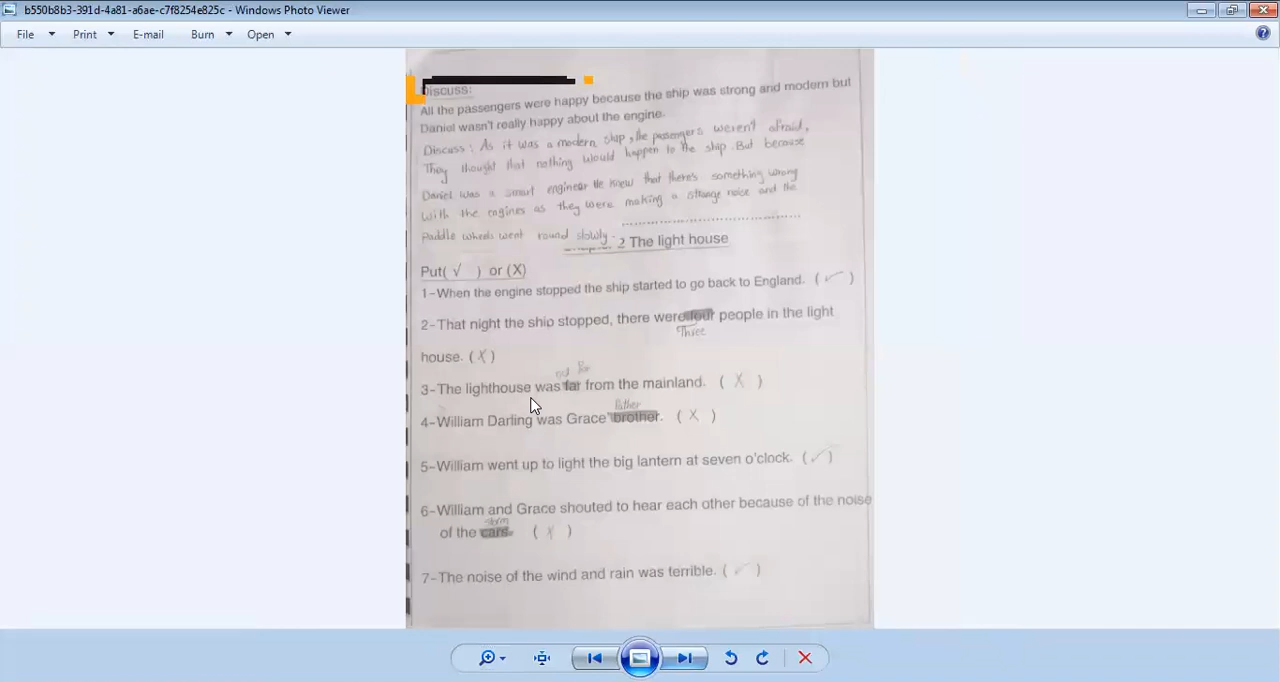 b550b8b3-391d-4a81-a6ae-c7f8254e825c - Windows Photo Viewer
File Print E-mail Burn Open
Discuss:
All the passengers were happy because the ship was strong and modern but
Daniel wasn't really happy about the engine.
Discuss: As it was a modern ship, the passengers weren't afraid,
They thought that nothing would happen to the ship. But because
Daniel was a smart engineer He knew that there's something wrong
with the engines as they were making a strange noise and the
Paddle wheels went round slowly.
2 The light house
Put( √ ) or (X)
1-When the engine stopped the ship started to go back to England. ( ✓ )
2-That night the ship stopped, there were four people in the light
Three
house. ( X )
not far
3-The lighthouse was far from the mainland. ( X )
father
4-William Darling was Grace' brother. ( X )
5-William went up to light the big lantern at seven o'clock. ( ✓ )
6-William and Grace shouted to hear each other because of the noise
storm
of the cars. ( X )
7-The noise of the wind and rain was terrible. ( ✓ )